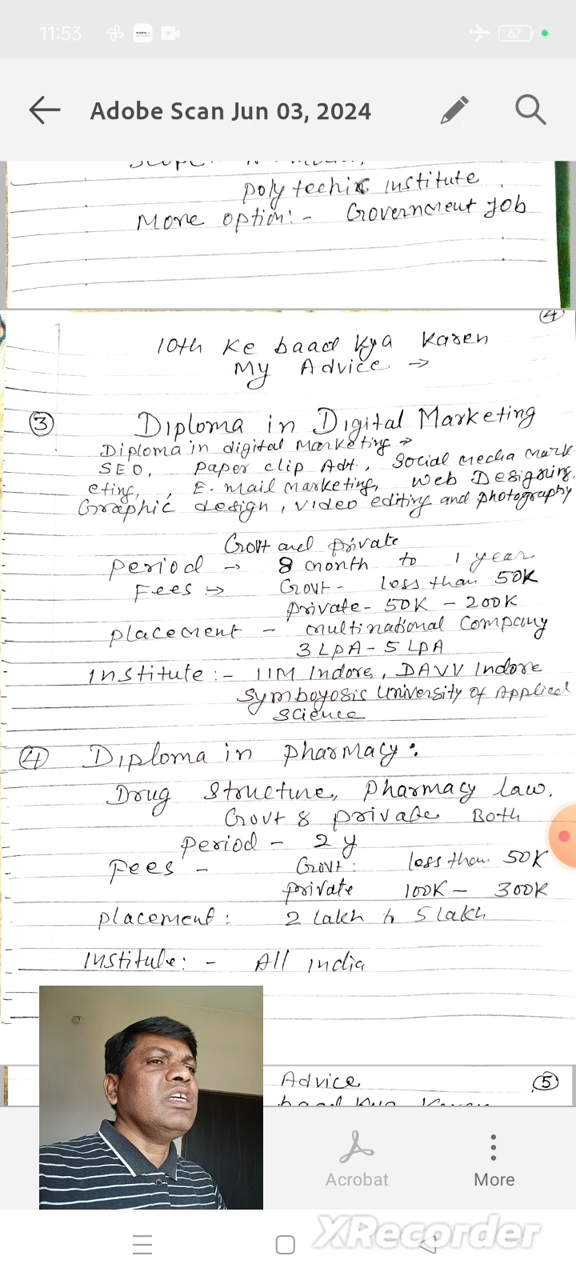 11:53
67
Adobe Scan Jun 03, 2024
polytechic institute
More option:- Government Job
4
10th ke baad kya karen
My Advice →
3 Diploma in Digital Marketing
Diploma in digital marketing →
SEO, paper clip Adt, Social media mark
eting, E. mail marketing, web Designing,
Graphic design, video editing and photography
Govt and private
period → 8 month to 1 year
Fees → Govt - less than 50K
private - 50K - 200K
placement - multinational Company
3 LPA - 5 LPA
Institute:- IIM Indore, DAVV Indore
Symboyosis University of Applied
Science
4 Diploma in pharmacy:
Drug structure, pharmacy law.
Govt & private Both
period - 2 y
Fees - Govt: less than 50K
private 100K - 300K
placement: 2 lakh to 5 lakh
Institute:- All India
Advice 5
baad kya karen
Acrobat
More
XRecorder